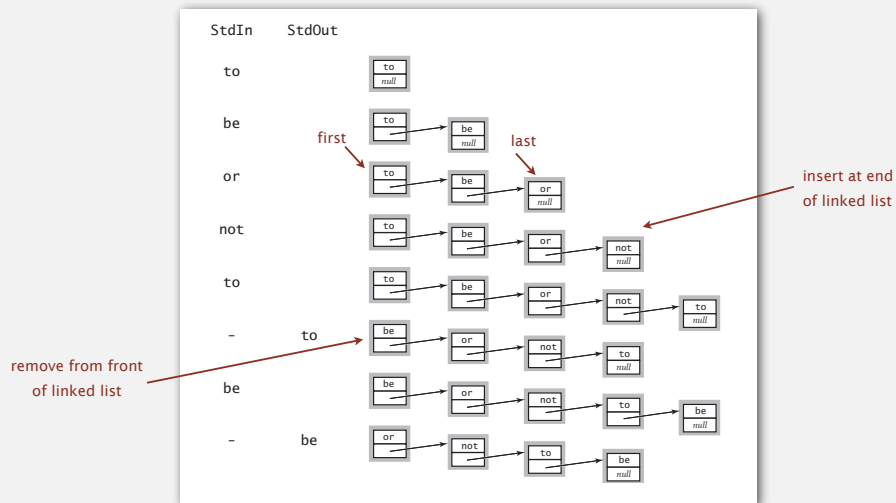 StdIn StdOut
to
to
null
be
to
be
null
first
last
or
to
be
or
null
insert at end
of linked list
not
to
be
or
not
null
to
to
be
or
not
to
null
- to
be
or
not
to
null
remove from front
of linked list
be
be
or
not
to
be
null
- be
or
not
to
be
null